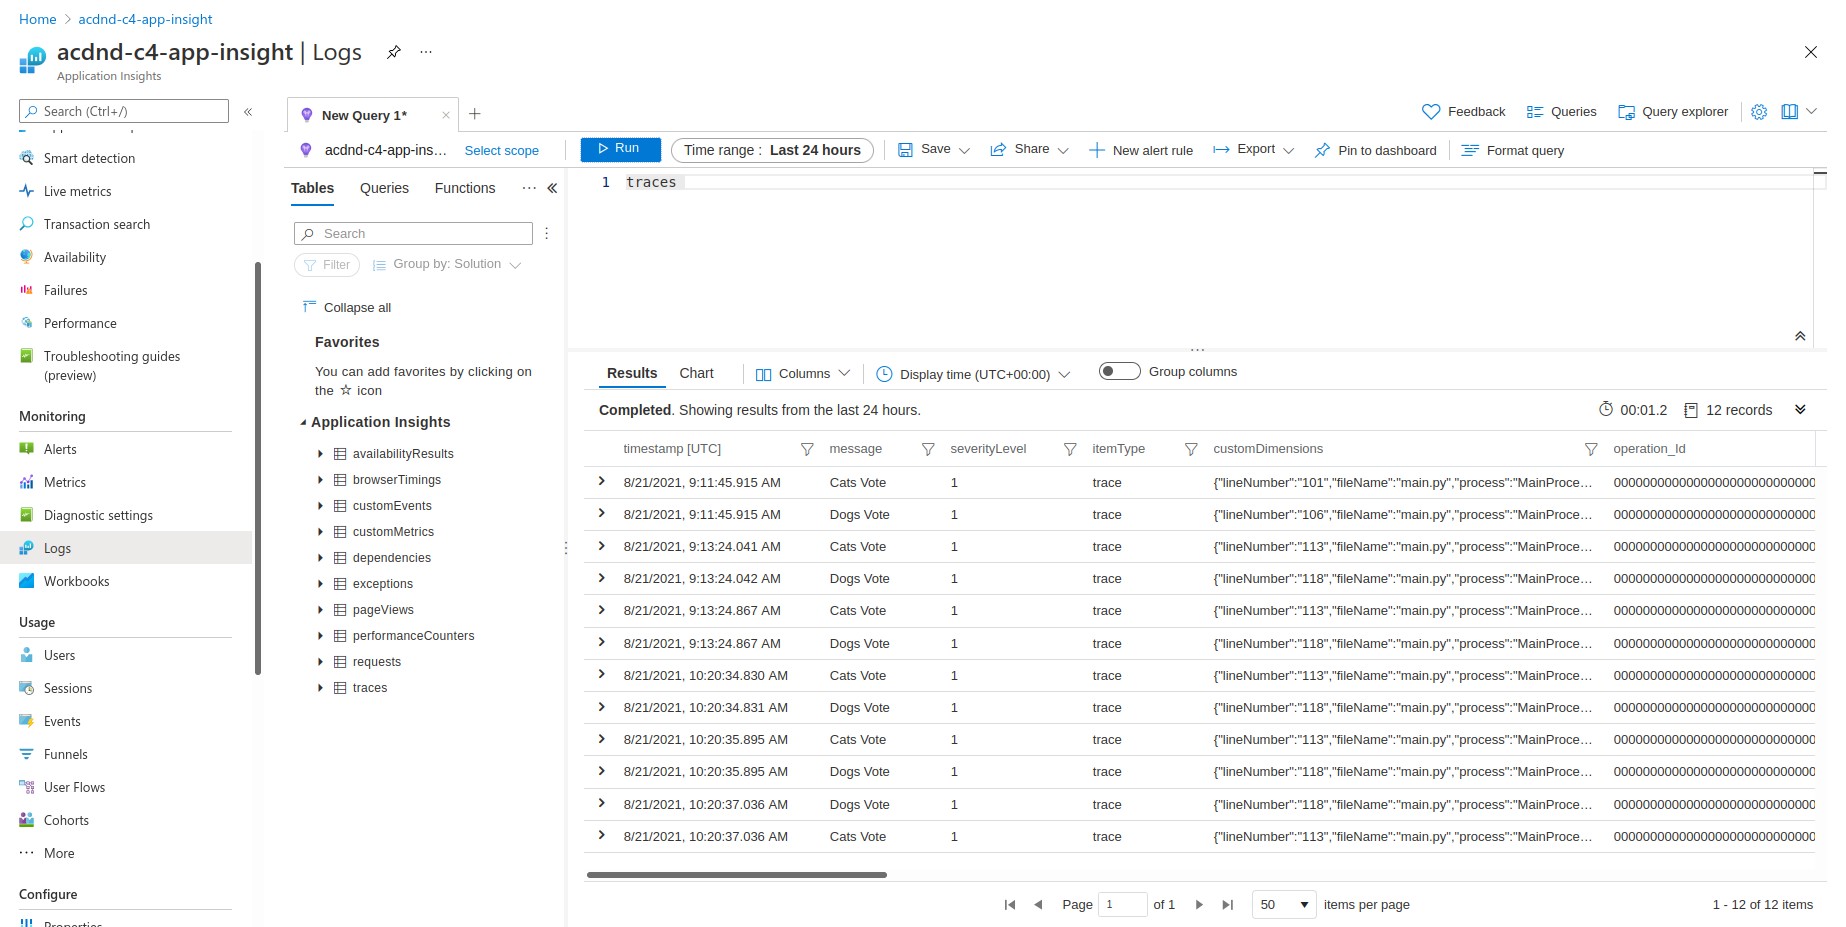 Home > acdnd-c4-app-insight
acdnd-c4-app-insight | Logs
Application Insights
Search (Ctrl+/)
Smart detection
Live metrics
Transaction search
Availability
Failures
Performance
Troubleshooting guides
(preview)
Monitoring
Alerts
Metrics
Diagnostic settings
Logs
Workbooks
Usage
Users
Sessions
Events
Funnels
User Flows
Cohorts
More
Configure
Properties
New Query 1*
Feedback
Queries
Query explorer
acdnd-c4-app-ins...
Select scope
Run
Time range : Last 24 hours
Save
Share
New alert rule
Export
Pin to dashboard
Format query
Tables
Queries
Functions
Search
Filter
Group by: Solution
Collapse all
Favorites
You can add favorites by clicking on
the ☆ icon
Application Insights
availabilityResults
browserTimings
customEvents
customMetrics
dependencies
exceptions
pageViews
performanceCounters
requests
traces
1 traces
Results
Chart
Columns
Display time (UTC+00:00)
Group columns
Completed. Showing results from the last 24 hours.
00:01.2
12 records
timestamp [UTC] message severityLevel itemType customDimensions operation_Id
8/21/2021, 9:11:45.915 AM Cats Vote 1 trace {"lineNumber":"101","fileName":"main.py","process":"MainProce... 
8/21/2021, 9:11:45.915 AM Dogs Vote 1 trace {"lineNumber":"106","fileName":"main.py","process":"MainProce... 
8/21/2021, 9:13:24.041 AM Cats Vote 1 trace {"lineNumber":"113","fileName":"main.py","process":"MainProce... 
8/21/2021, 9:13:24.042 AM Dogs Vote 1 trace {"lineNumber":"118","fileName":"main.py","process":"MainProce... 
8/21/2021, 9:13:24.867 AM Cats Vote 1 trace {"lineNumber":"113","fileName":"main.py","process":"MainProce... 
8/21/2021, 9:13:24.867 AM Dogs Vote 1 trace {"lineNumber":"118","fileName":"main.py","process":"MainProce... 
8/21/2021, 10:20:34.830 AM Cats Vote 1 trace {"lineNumber":"113","fileName":"main.py","process":"MainProce... 
8/21/2021, 10:20:34.831 AM Dogs Vote 1 trace {"lineNumber":"118","fileName":"main.py","process":"MainProce... 
8/21/2021, 10:20:35.895 AM Cats Vote 1 trace {"lineNumber":"113","fileName":"main.py","process":"MainProce... 
8/21/2021, 10:20:35.895 AM Dogs Vote 1 trace {"lineNumber":"118","fileName":"main.py","process":"MainProce... 
8/21/2021, 10:20:37.036 AM Dogs Vote 1 trace {"lineNumber":"118","fileName":"main.py","process":"MainProce... 
8/21/2021, 10:20:37.036 AM Cats Vote 1 trace {"lineNumber":"113","fileName":"main.py","process":"MainProce... 
Page 1 of 1
50 items per page
1 - 12 of 12 items